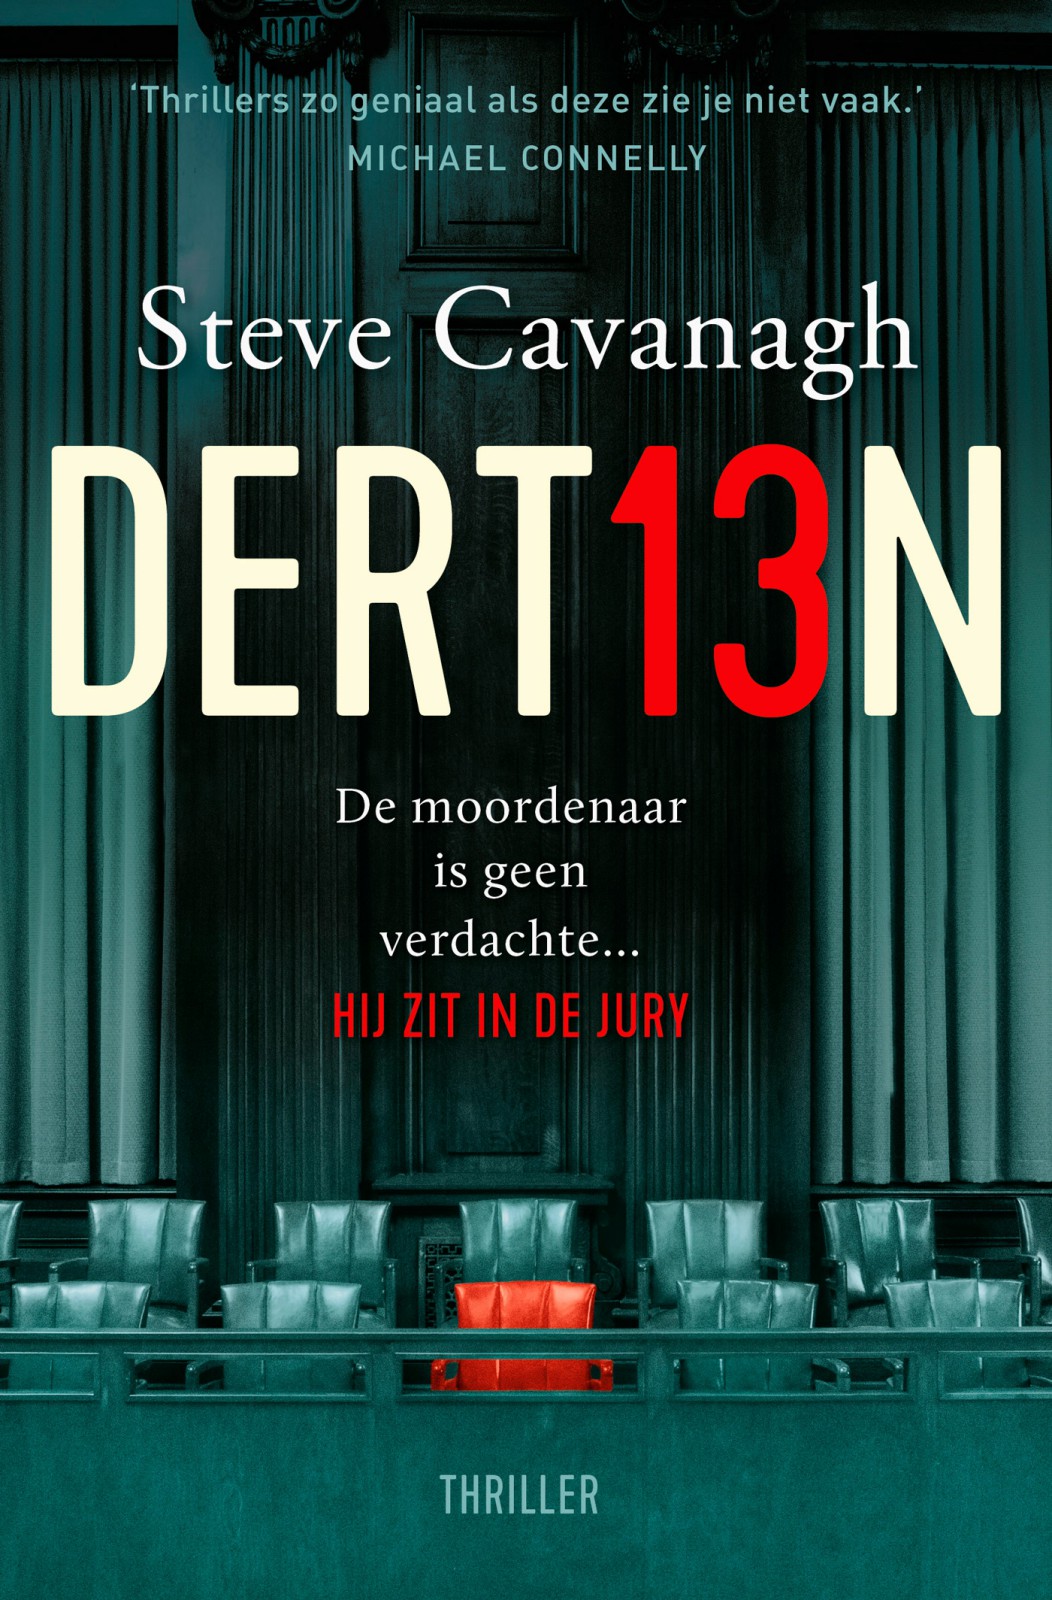 ‘Thrillers zo geniaal als deze zie je niet vaak.’
MICHAEL CONNELLY
Steve Cavanagh
DERT13N
De moordenaar
is geen
verdachte...
HIJ ZIT IN DE JURY
THRILLER